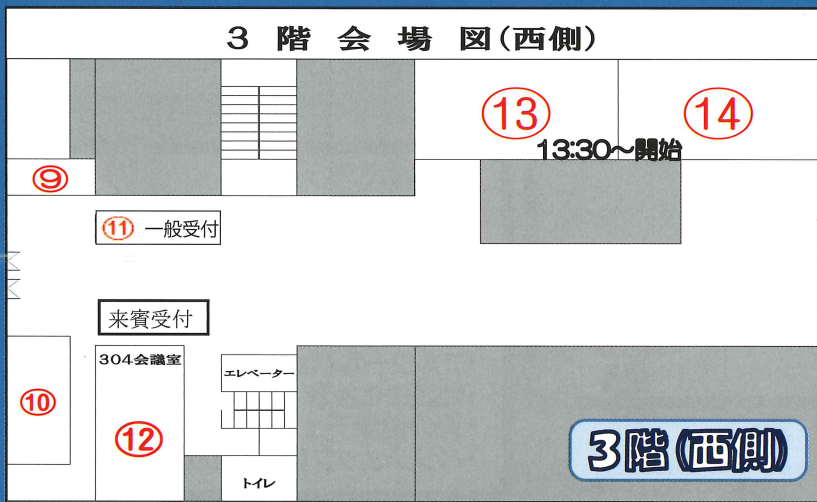 3階会場図(西側)
⑬
⑭
13:30～開始
⑨
⑪ 一般受付
来賓受付
304会議室
エレベーター
⑩
⑫
トイレ
3階(西側)